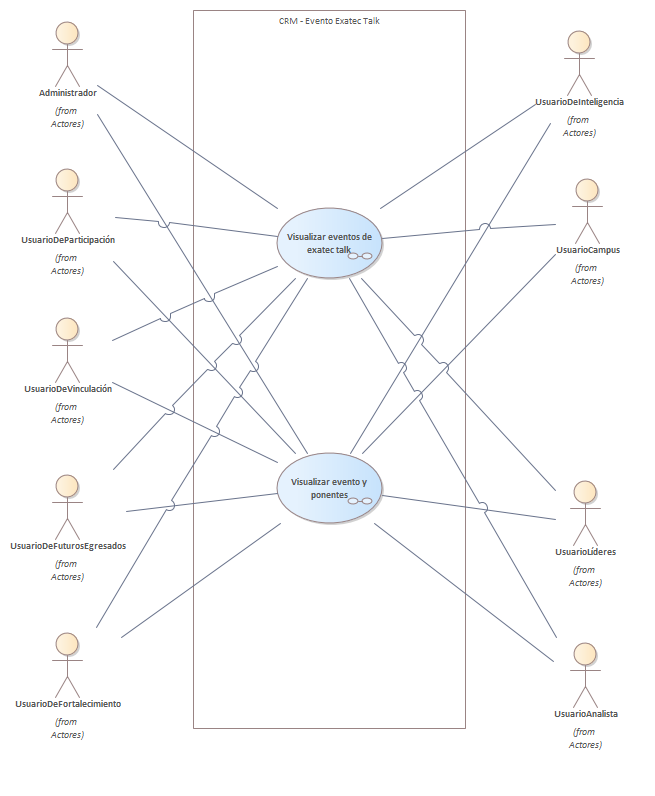 CRM - Evento Exatec Talk
Administrador
(from
Actores)
UsuarioDeParticipación
(from
Actores)
UsuarioDeVinculación
(from
Actores)
UsuarioDeFuturosEgresados
(from
Actores)
UsuarioDeFortalecimiento
(from
Actores)
Visualizar eventos de
exatec talk
Visualizar evento y
ponentes
UsuarioDeInteligencia
(from
Actores)
UsuarioCampus
(from
Actores)
UsuarioLíderes
(from
Actores)
UsuarioAnalista
(from
Actores)